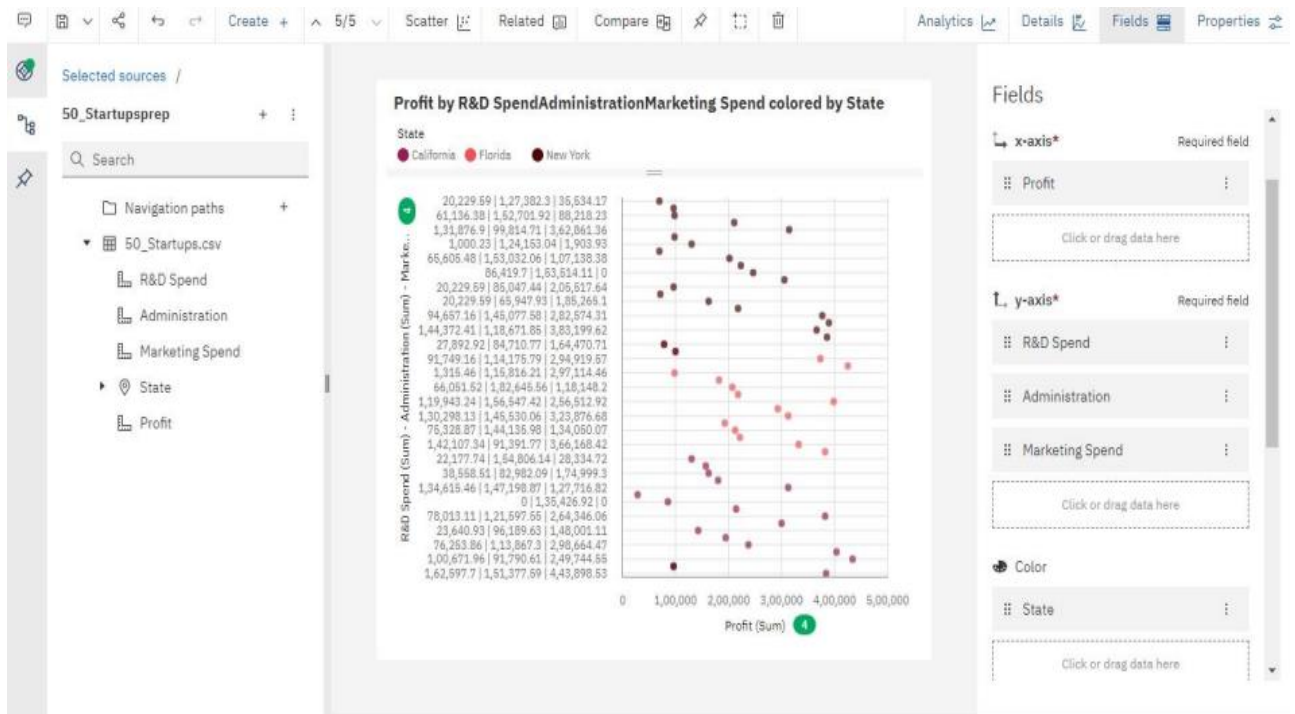 Create + 5/5 Scatter Related Compare Analytics Details Fields Properties
Selected sources /
50_Startupsprep
Search
Navigation paths
50_Startups.csv
R&D Spend
Administration
Marketing Spend
State
Profit
Profit by R&D SpendAdministrationMarketing Spend colored by State
State
California Florida New York
4
R&D Spend (Sum) - Administration (Sum) - Marke...
20,229.59 | 1,27,382.3 | 35,534.17
61,136.38 | 1,52,701.92 | 88,218.23
1,31,876.9 | 99,814.71 | 3,62,861.36
1,000.23 | 1,24,153.04 | 1,903.93
65,605.48 | 1,53,032.06 | 1,07,138.38
86,419.7 | 1,53,514.11 | 0
20,229.59 | 85,047.44 | 2,05,517.64
20,229.59 | 65,947.93 | 1,85,265.1
94,657.16 | 1,45,077.58 | 2,82,574.31
1,44,372.41 | 1,18,671.85 | 3,83,199.62
27,892.92 | 84,710.77 | 1,64,470.71
91,749.16 | 1,14,175.79 | 2,94,919.57
1,315.46 | 1,15,816.21 | 2,97,114.46
66,051.52 | 1,82,645.56 | 1,18,148.2
1,19,943.24 | 1,56,547.42 | 2,56,512.92
1,30,298.13 | 1,45,530.06 | 3,23,876.68
75,328.87 | 1,44,135.98 | 1,34,050.07
1,42,107.34 | 91,391.77 | 3,66,168.42
22,177.74 | 1,54,806.14 | 28,334.72
38,558.51 | 82,982.09 | 1,74,999.3
1,34,615.46 | 1,47,198.87 | 1,27,716.82
0 | 1,35,426.92 | 0
78,013.11 | 1,21,597.55 | 2,64,346.06
23,640.93 | 96,189.63 | 1,48,001.11
76,253.86 | 1,13,867.3 | 2,98,664.47
1,00,671.96 | 91,790.61 | 2,49,744.55
1,62,597.7 | 1,51,377.59 | 4,43,898.53
0 1,00,000 2,00,000 3,00,000 4,00,000 5,00,000
Profit (Sum) 4
Fields
x-axis* Required field
Profit
Click or drag data here
y-axis* Required field
R&D Spend
Administration
Marketing Spend
Click or drag data here
Color
State
Click or drag data here